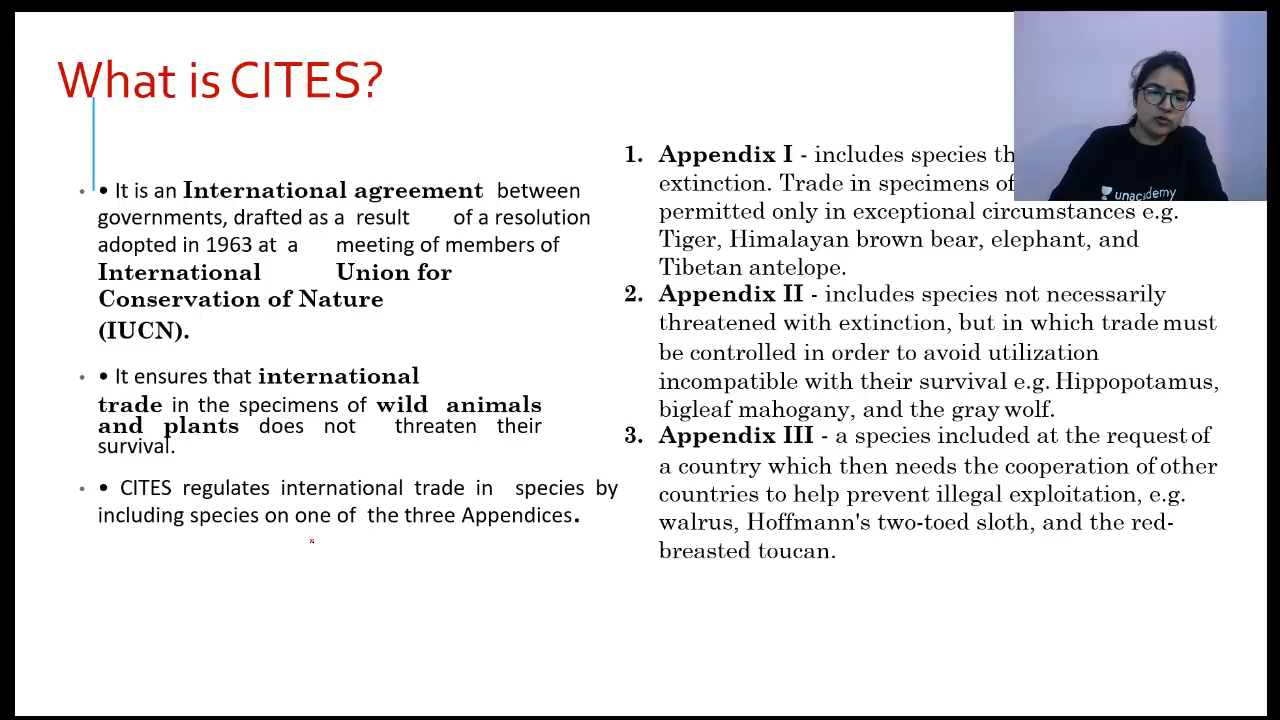 What is CITES?
• It is an International agreement between
governments, drafted as a result of a resolution
adopted in 1963 at a meeting of members of
International Union for
Conservation of Nature
(IUCN).
• It ensures that international
trade in the specimens of wild animals
and plants does not threaten their
survival.
• CITES regulates international trade in species by
including species on one of the three Appendices.
1. Appendix I - includes species
extinction. Trade in specimens of
permitted only in exceptional circumstances e.g.
Tiger, Himalayan brown bear, elephant, and
Tibetan antelope.
2. Appendix II - includes species not necessarily
threatened with extinction, but in which trade must
be controlled in order to avoid utilization
incompatible with their survival e.g. Hippopotamus,
bigleaf mahogany, and the gray wolf.
3. Appendix III - a species included at the request of
a country which then needs the cooperation of other
countries to help prevent illegal exploitation, e.g.
walrus, Hoffmann's two-toed sloth, and the red-
breasted toucan.
unacademy